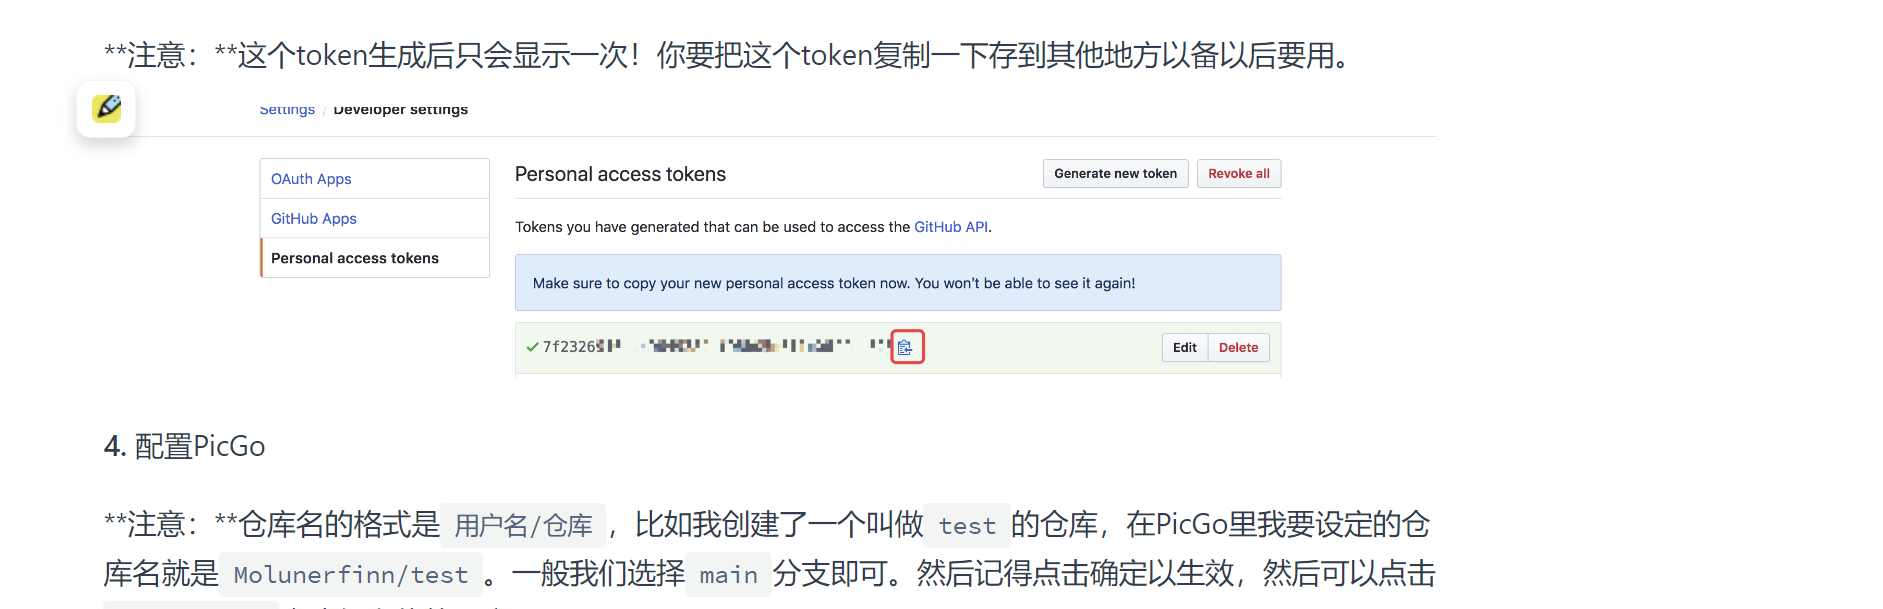 **注意：**这个token生成后只会显示一次！你要把这个token复制一下存到其他地方以备以后要用。
Settings / Developer settings
OAuth Apps
GitHub Apps
Personal access tokens
Personal access tokens
Generate new token
Revoke all
Tokens you have generated that can be used to access the GitHub API.
Make sure to copy your new personal access token now. You won't be able to see it again!
7f2326
Edit
Delete
4. 配置PicGo
**注意：**仓库名的格式是 用户名/仓库 ，比如我创建了一个叫做 test 的仓库，在PicGo里我要设定的仓
库名就是 Molunerfinn/test 。一般我们选择 main 分支即可。然后记得点击确定以生效，然后可以点击